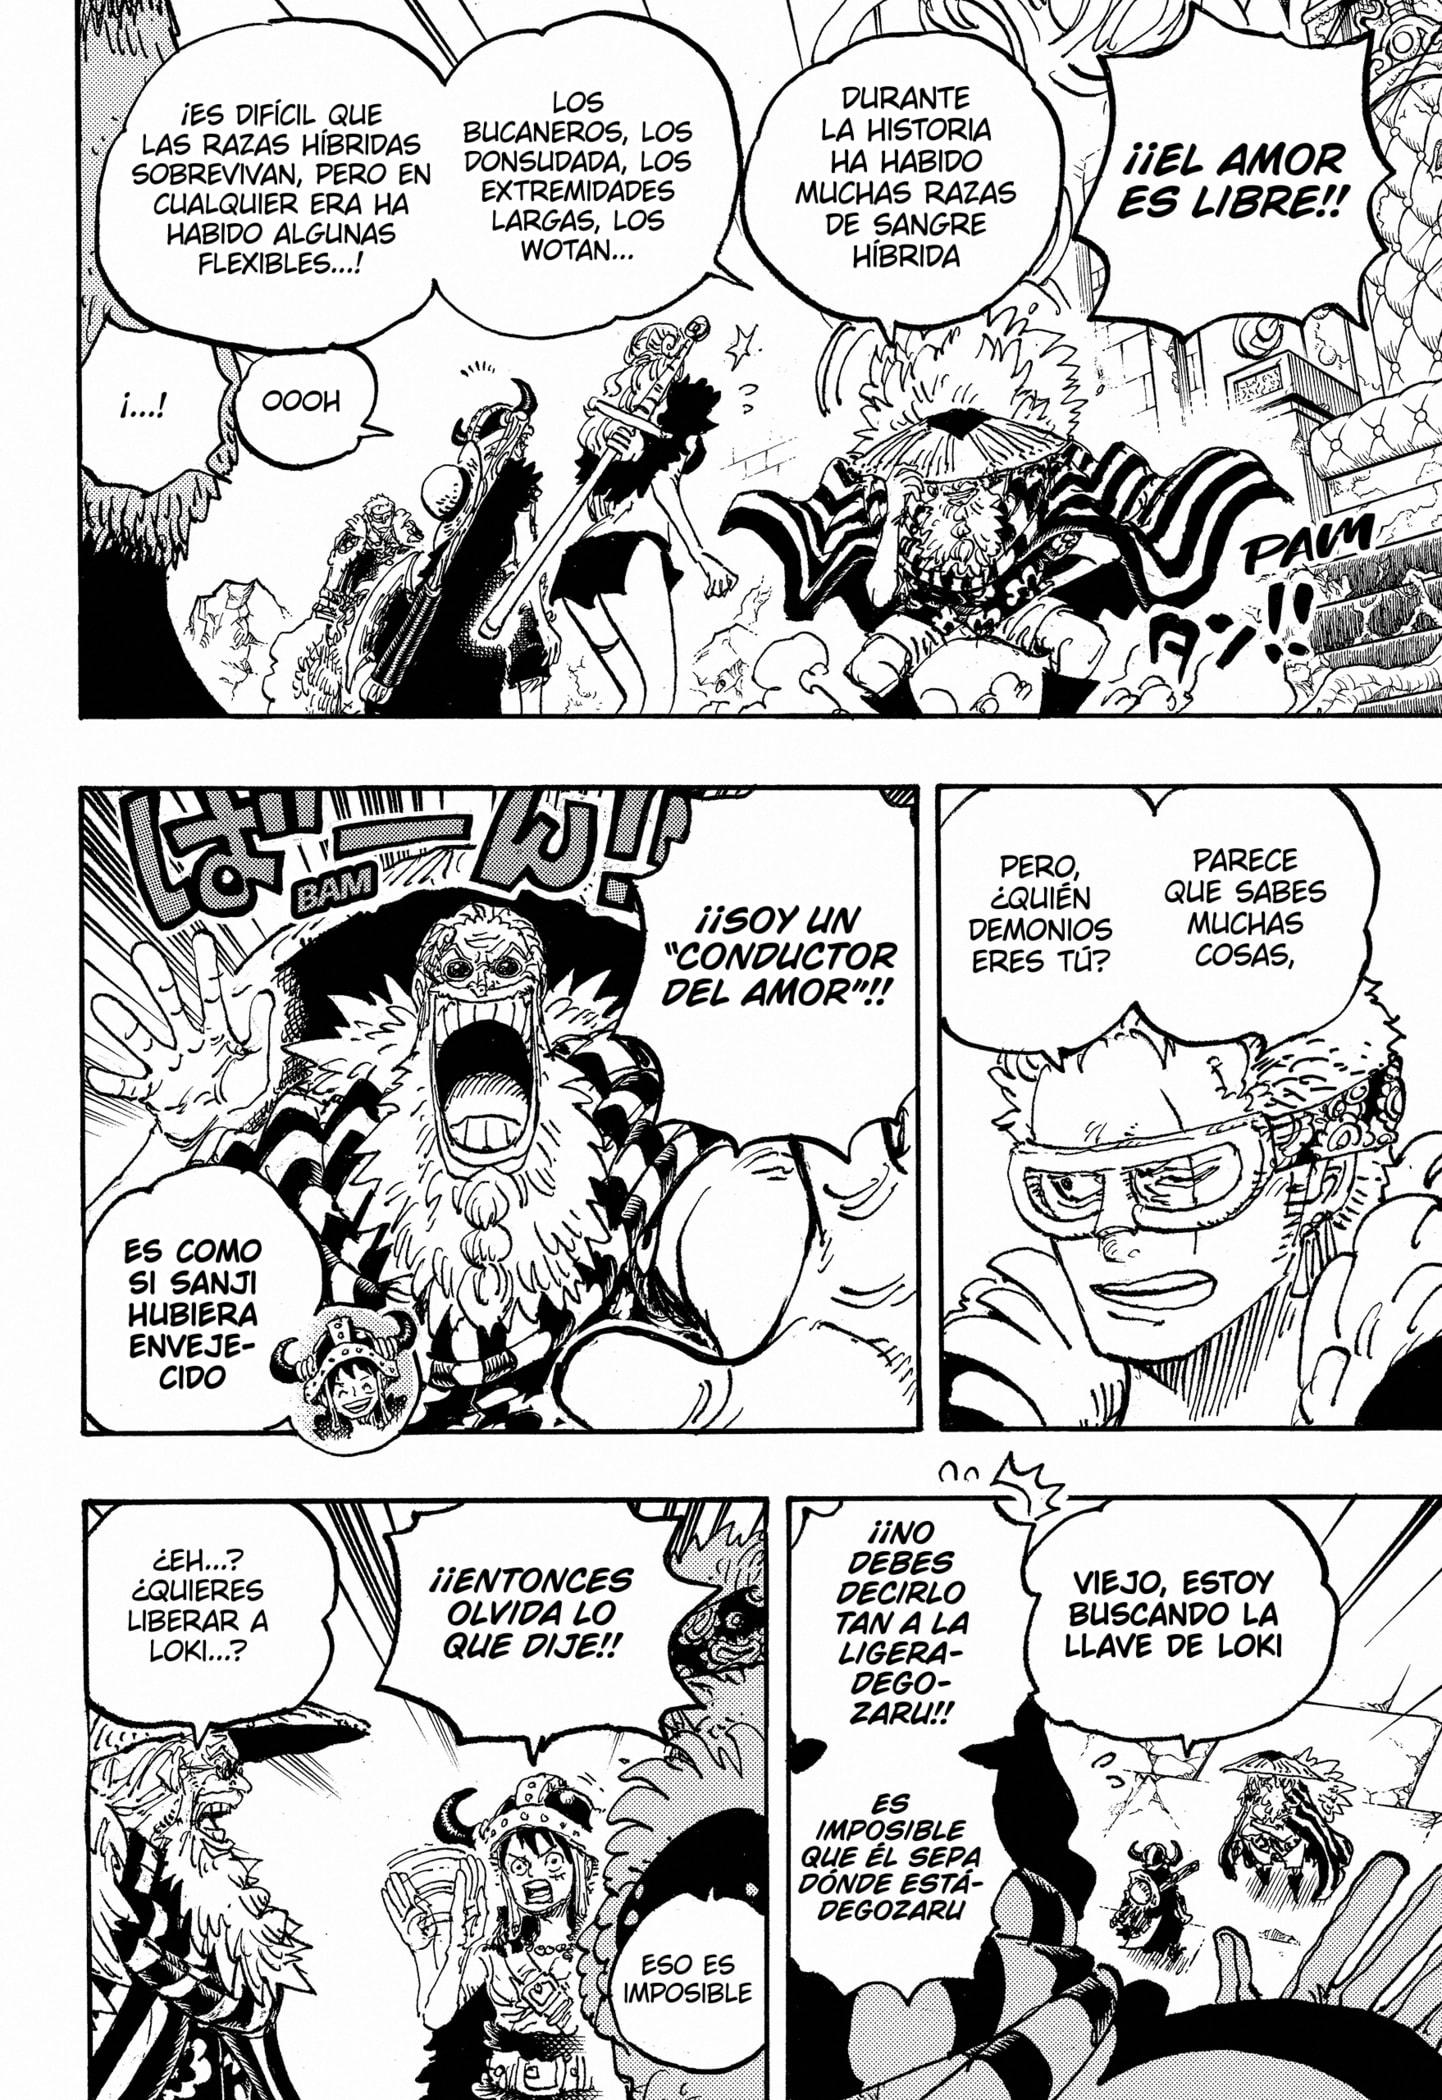 ¡¡EL AMOR
ES LIBRE!!
DURANTE
LA HISTORIA
HA HABIDO
MUCHAS RAZAS
DE SANGRE
HÍBRIDA
LOS
BUCANEROS, LOS
DONSUDADA, LOS
EXTREMIDADES
LARGAS, LOS
WOTAN...
¡ES DIFÍCIL QUE
LAS RAZAS HÍBRIDAS
SOBREVIVAN, PERO EN
CUALQUIER ERA HA
HABIDO ALGUNAS
FLEXIBLES...!
OOOH
¡...!
PAM
タン!!
PARECE
QUE SABES
MUCHAS
COSAS,
PERO,
¿QUIÉN
DEMONIOS
ERES TÚ?
ばーん!!
BAM
¡¡SOY UN
“CONDUCTOR
DEL AMOR”!!
ES COMO
SI SANJI
HUBIERA
ENVEJE-
CIDO
VIEJO, ESTOY
BUSCANDO LA
LLAVE DE LOKI
¡¡NO
DEBES
DECIRLO
TAN A LA
LIGERA-
DEGO-
ZARU!!
ES
IMPOSIBLE
QUE ÉL SEPA
DÓNDE ESTÁ-
DEGOZARU
¡¡ENTONCES
OLVIDA LO
QUE DIJE!!
ESO ES
IMPOSIBLE
¿EH...?
¿QUIERES
LIBERAR A
LOKI...?